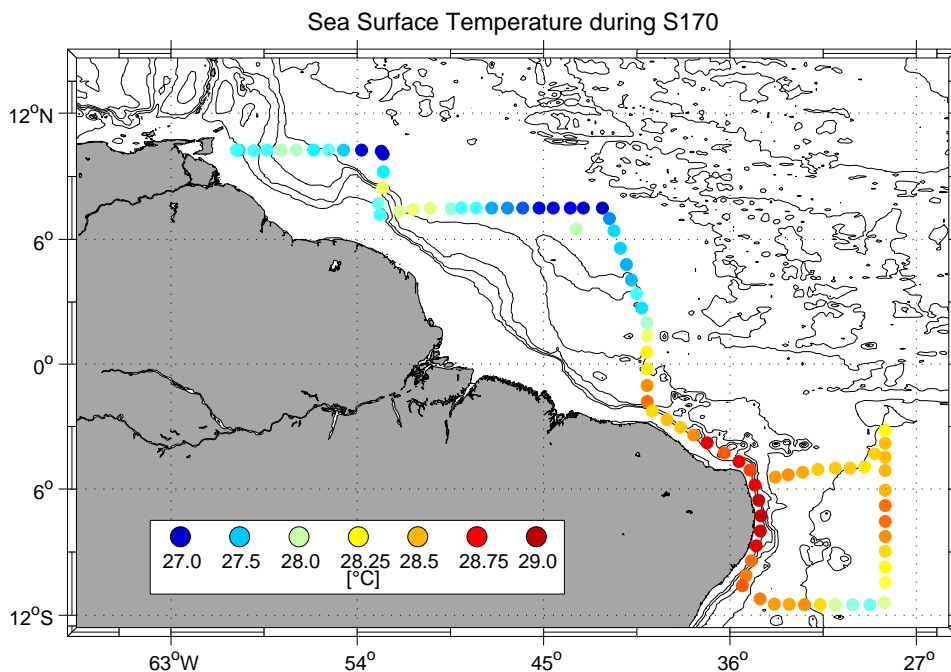 Sea Surface Temperature during S170
12°N
6°
0°
6°
12°S
27.0 27.5 28.0 28.25 28.5 28.75 29.0
[°C]
63°W 54° 45° 36° 27°